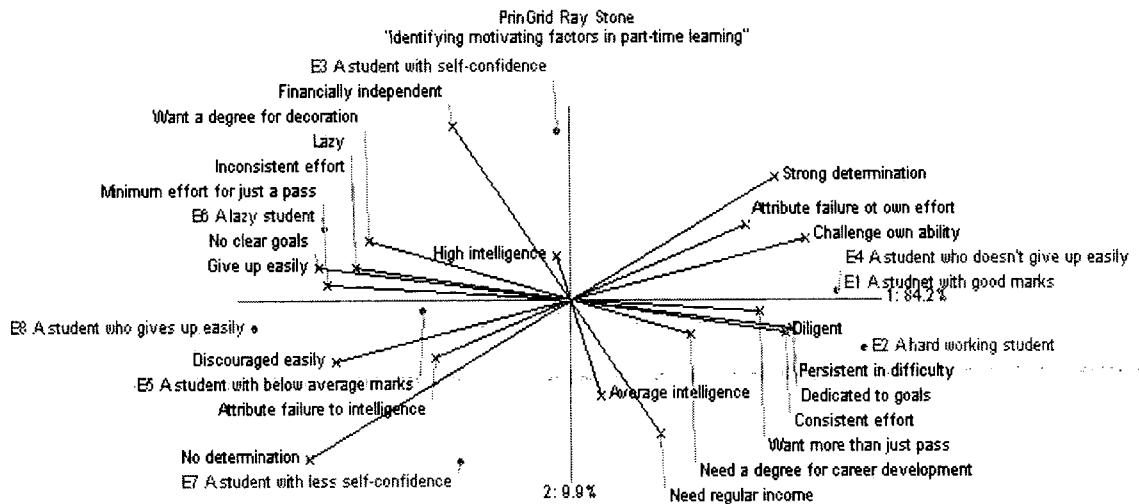 PrinGrid Ray Stone
"Identifying motivating factors in part-time learning"
E3 A student with self-confidence
Financially independent
Want a degree for decoration
Lazy
Inconsistent effort
Minimum effort for just a pass
E6 A lazy student
No clear goals
Give up easily
High intelligence
Strong determination
Attribute failure ot own effort
Challenge own ability
E4 A student who doesn't give up easily
E1 A studnet with good marks
1: 84.2%
E8 A student who gives up easily
Diligent
E2 A hard working student
Discouraged easily
Persistent in difficulty
E5 A student with below average marks
Average intelligence
Dedicated to goals
Attribute failure to intelligence
Consistent effort
Want more than just pass
No determination
Need a degree for career development
E7 A student with less self-confidence
2: 9.9%
Need regular income